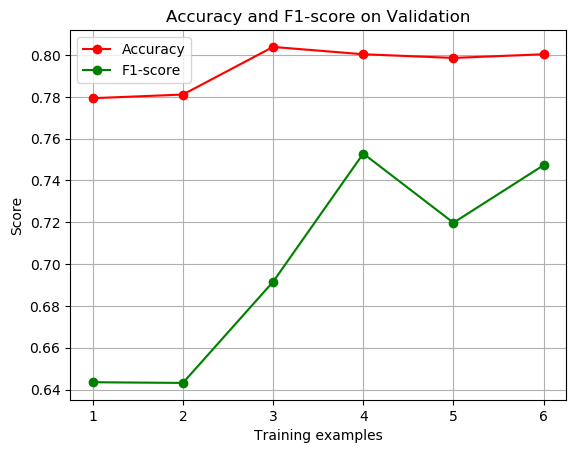 Accuracy and F1-score on Validation
Accuracy
F1-score
0.80
0.78
0.76
0.74
0.72
0.70
0.68
0.66
0.64
Score
1 2 3 4 5 6
Training examples